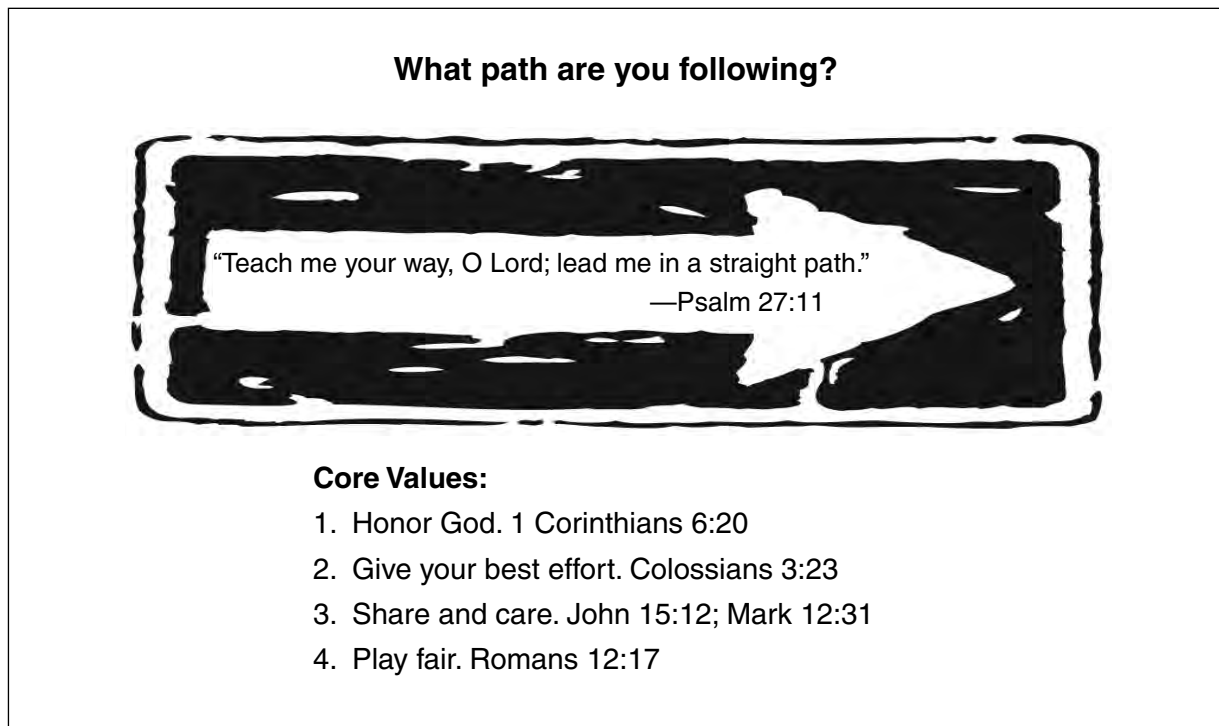 What path are you following?
“Teach me your way, O Lord; lead me in a straight path.”
—Psalm 27:11
Core Values:
1. Honor God. 1 Corinthians 6:20
2. Give your best effort. Colossians 3:23
3. Share and care. John 15:12; Mark 12:31
4. Play fair. Romans 12:17